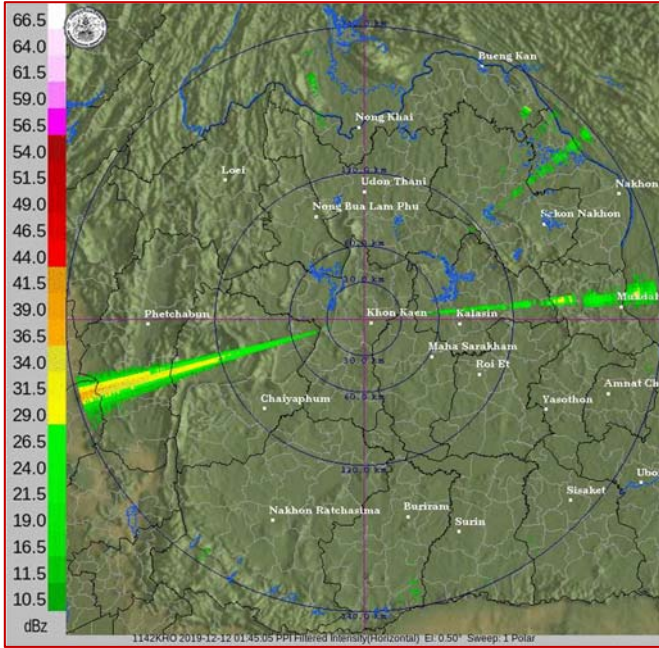 66.5
64.0
61.5
59.0
56.5
54.0
51.5
49.0
46.5
44.0
41.5
39.0
36.5
34.0
31.5
29.0
26.5
24.0
21.5
19.0
16.5
13.5
11.5
10.5
dBz
Bueng Kan
Nong Khai
Loei
Udon Thani
Nakhon
Nong Bua Lam Phu
Sakon Nakhon
Phetchabun
Khon Kaen
Kalasin
Maha Sarakham
Roi Et
Amnat Ch
Chaiyaphum
Yasothon
Ubo
Sisaket
Nakhon Ratchasima
Buriram
Surin
1142KHO 2019-12-12 01:45:05 PPI Filtered Intensity(Horizontal) El: 0.50° Sweep: 1 Polar